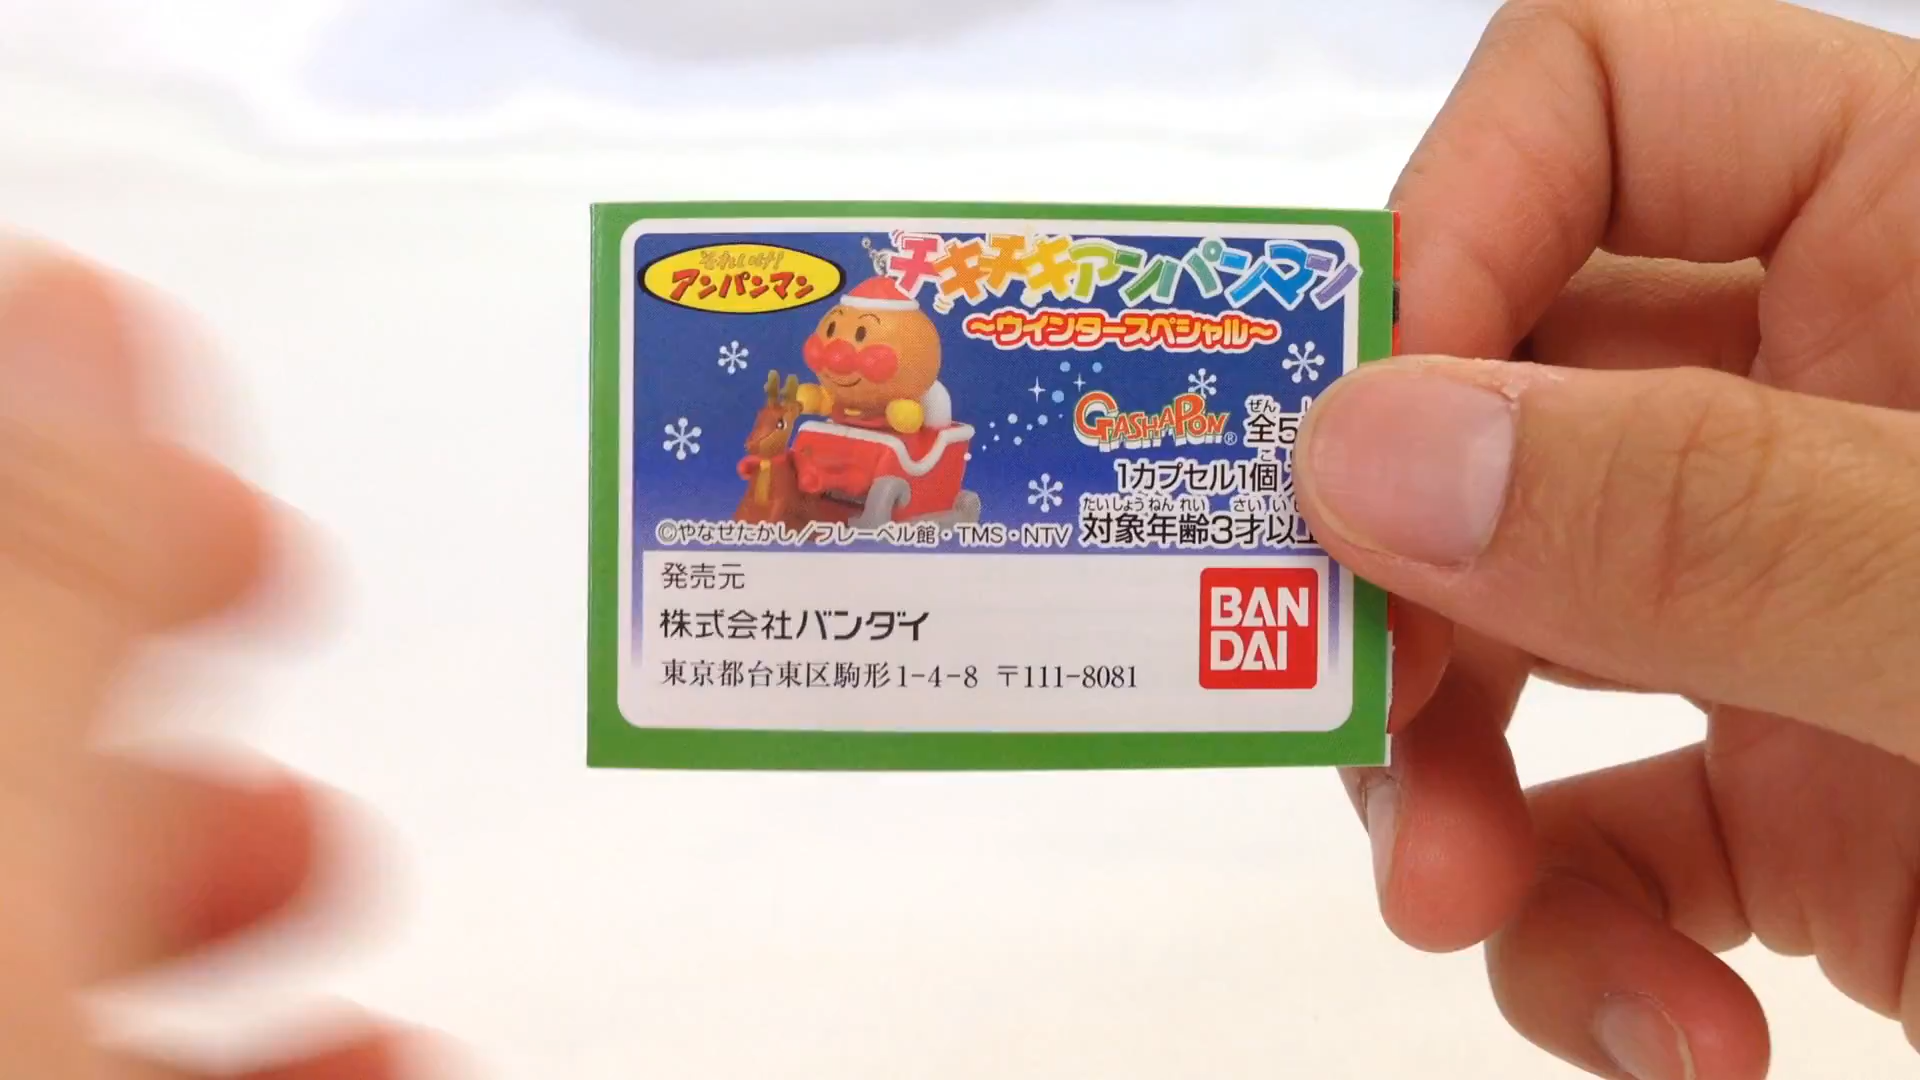 それいけ!
アンパンマン
チキチキアンパンマン
~ウインタースペシャル~
GASHAPON®
ぜん
全5
こ
1カプセル1個
たいしょうねんれい さい い
対象年齢3才以上
©やなせたかし/フレーベル館・TMS・NTV
発売元
株式会社バンダイ
東京都台東区駒形1-4-8 〒111-8081
BAN
DAI